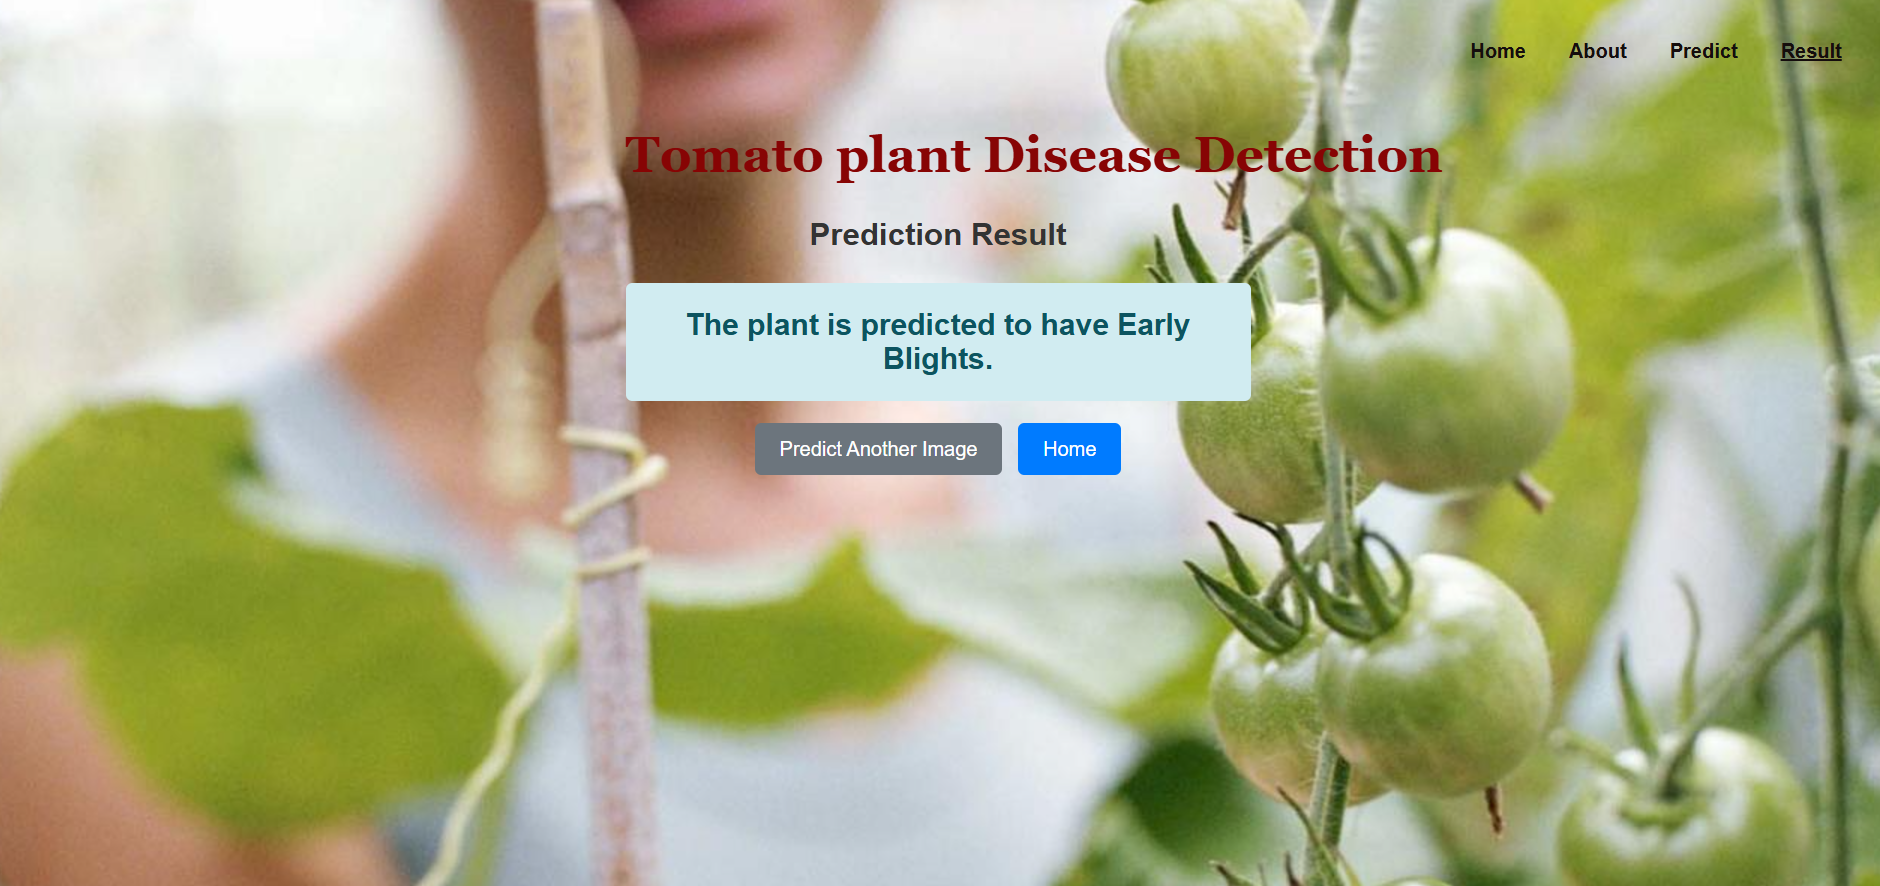 Home About Predict Result
Tomato plant Disease Detection
Prediction Result
The plant is predicted to have Early
Blights.
Predict Another Image Home